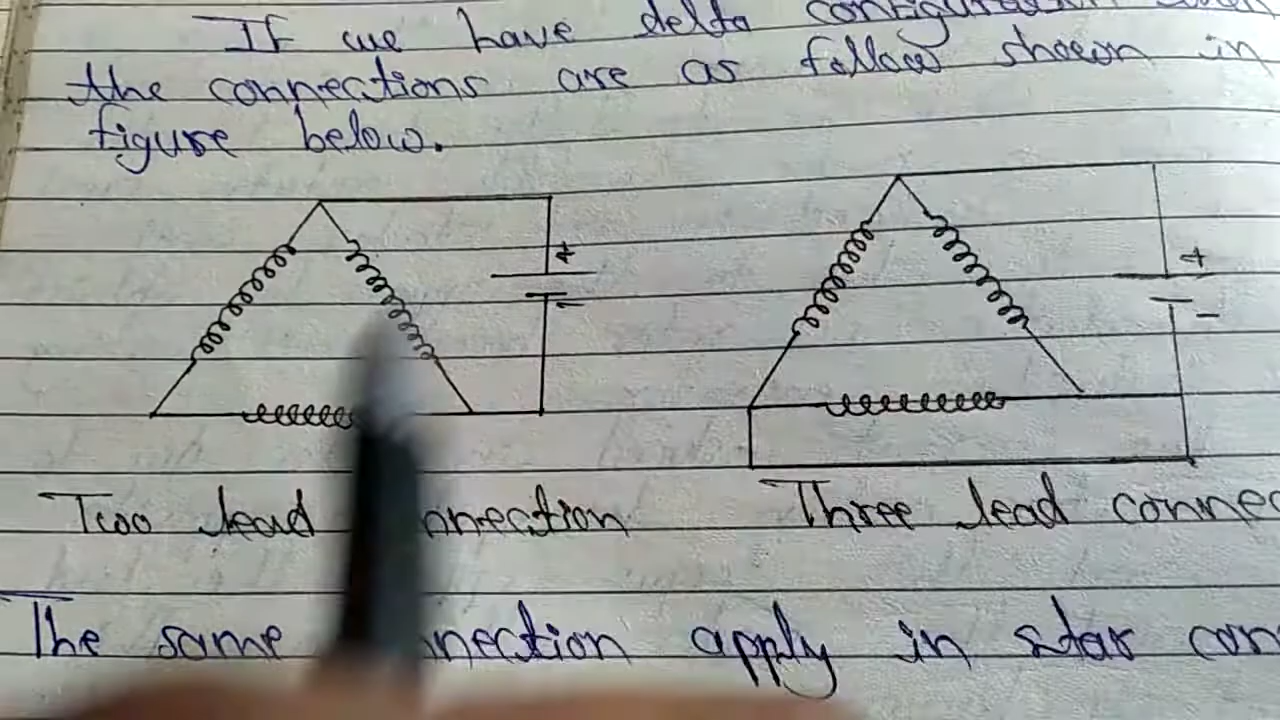 If we have delta
the connections are as follow shown in
figure below.
+
+
-
-
Two lead
Three lead
The same apply in star